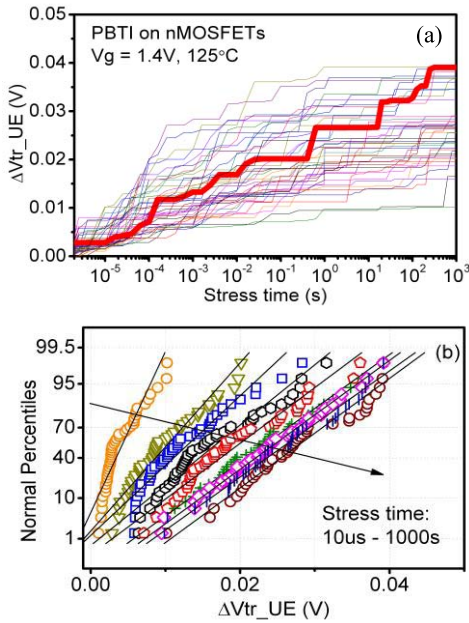 PBTI on nMOSFETs
(a)
Vg = 1.4V, 125°C
0.05
0.04
0.03
0.02
0.01
0.00
ΔVtr_UE (V)
10⁻⁵ 10⁻⁴ 10⁻³ 10⁻² 10⁻¹ 10⁰ 10¹ 10² 10³
Stress time (s)
(b)
99.5
95
70
40
10
1
Normal Percentiles
Stress time:
10us - 1000s
0.00 0.02 0.04
ΔVtr_UE (V)